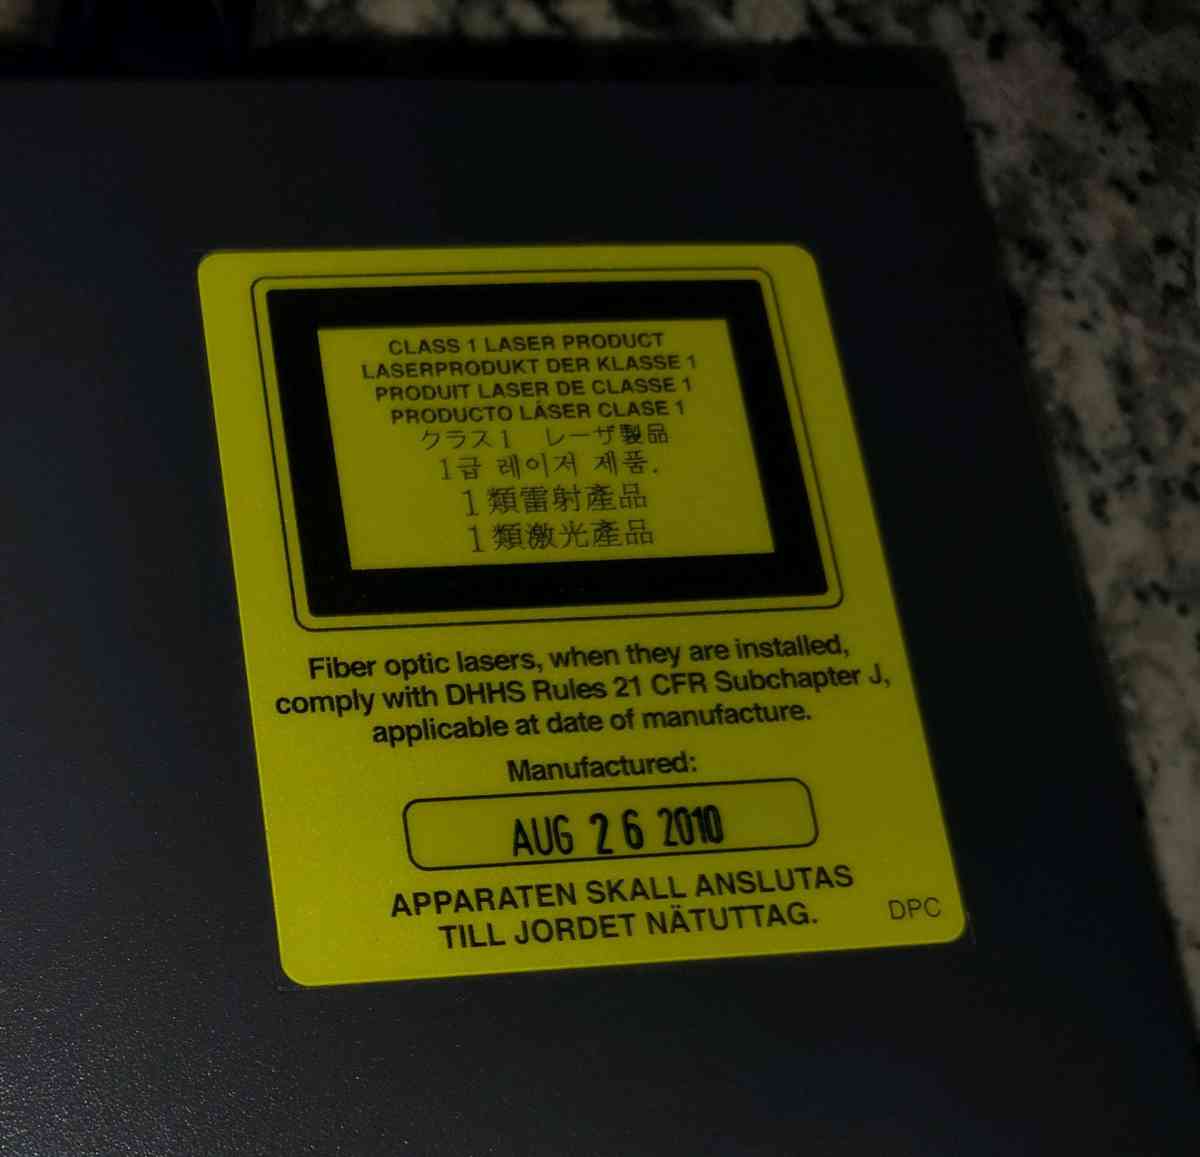 CLASS 1 LASER PRODUCT
LASERPRODUKT DER KLASSE 1
PRODUIT LASER DE CLASSE 1
PRODUCTO LÁSER CLASE 1
クラス1 レーザ製品
1급 레이저 제품.
1類雷射產品
1類激光產品
Fiber optic lasers, when they are installed,
comply with DHHS Rules 21 CFR Subchapter J,
applicable at date of manufacture.
Manufactured:
AUG 26 2010
APPARATEN SKALL ANSLUTAS
TILL JORDET NÄTUTTAG.
DPC